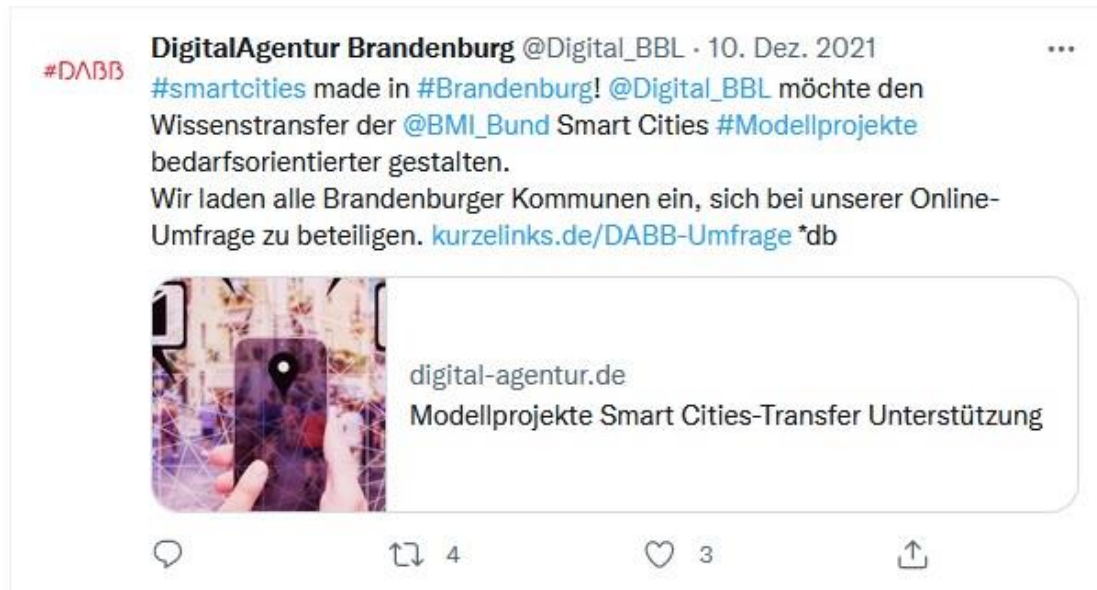 #DABB
DigitalAgentur Brandenburg @Digital_BBL · 10. Dez. 2021
#smartcities made in #Brandenburg! @Digital_BBL möchte den
Wissenstransfer der @BMI_Bund Smart Cities #Modellprojekte
bedarfsorientierter gestalten.
Wir laden alle Brandenburger Kommunen ein, sich bei unserer Online-
Umfrage zu beteiligen. kurzelinks.de/DABB-Umfrage *db
digital-agentur.de
Modellprojekte Smart Cities-Transfer Unterstützung
4 3